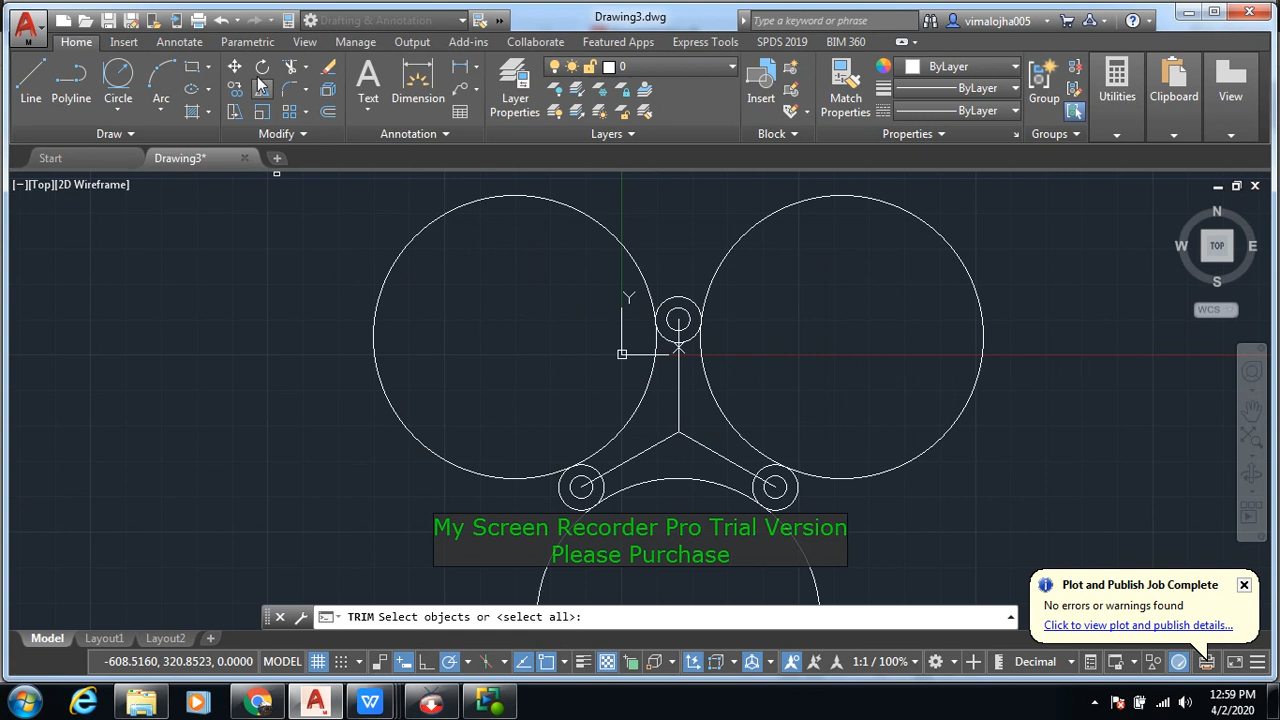 M
Drafting & Annotation
Drawing3.dwg
Type a keyword or phrase
vimalojha005
Home
Insert
Annotate
Parametric
View
Manage
Output
Add-ins
Collaborate
Featured Apps
Express Tools
SPDS 2019
BIM 360
Line
Polyline
Circle
Arc
Text
Dimension
Layer
Properties
0
Insert
Match
Properties
ByLayer
ByLayer
ByLayer
Group
Utilities
Clipboard
View
Draw
Modify
Annotation
Layers
Block
Properties
Groups
Start
Drawing3*
[−][Top][2D Wireframe]
N
W
TOP
E
S
WCS
Y
My Screen Recorder Pro Trial Version
Please Purchase
Plot and Publish Job Complete
No errors or warnings found
Click to view plot and publish details...
TRIM Select objects or <select all>:
Model
Layout1
Layout2
-608.5160, 320.8523, 0.0000
MODEL
1:1 / 100%
Decimal
12:59 PM
4/2/2020